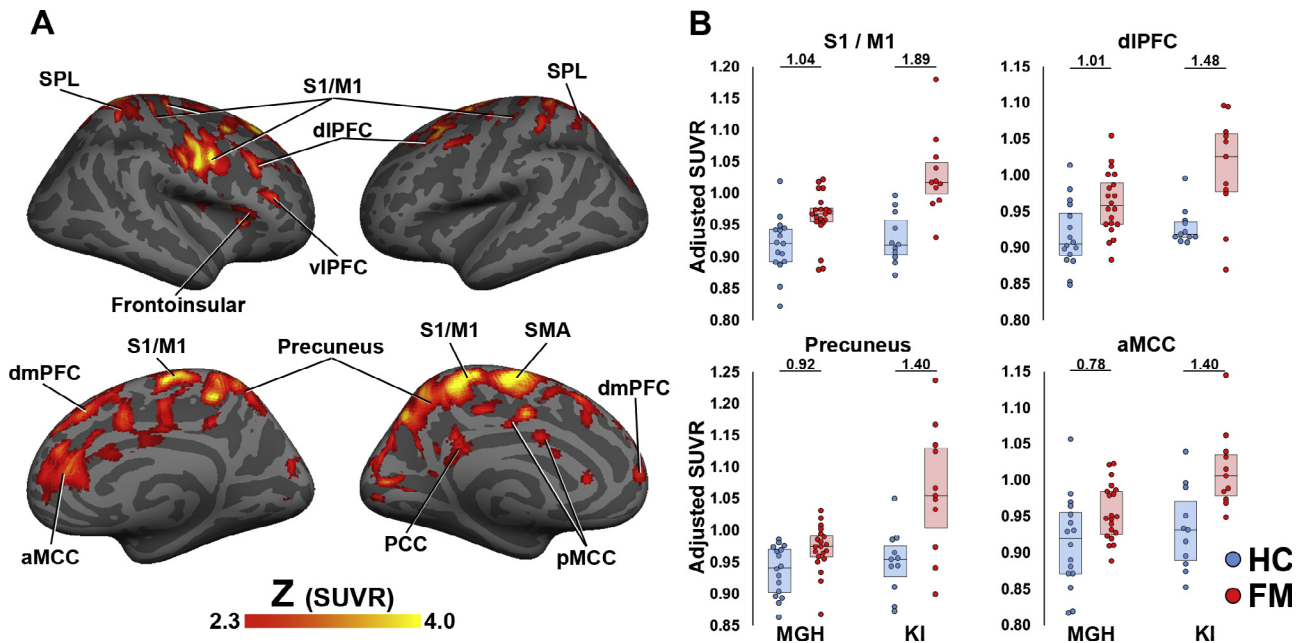 A
SPL
S1/M1
SPL
dlPFC
vlPFC
Frontoinsular
S1/M1
Precuneus
S1/M1
SMA
dmPFC
dmPFC
aMCC
PCC
pMCC
Z (SUVR)
2.3
4.0
B
S1 / M1
1.04
1.89
Adjusted SUVR
1.20
1.15
1.10
1.05
1.00
0.95
0.90
0.85
0.80
dlPFC
1.01
1.48
1.15
1.10
1.05
1.00
0.95
0.90
0.85
0.80
Precuneus
0.92
1.40
Adjusted SUVR
1.25
1.20
1.15
1.10
1.05
1.00
0.95
0.90
0.85
MGH
KI
aMCC
0.78
1.40
1.15
1.10
1.05
1.00
0.95
0.90
0.85
0.80
MGH
KI
HC
FM